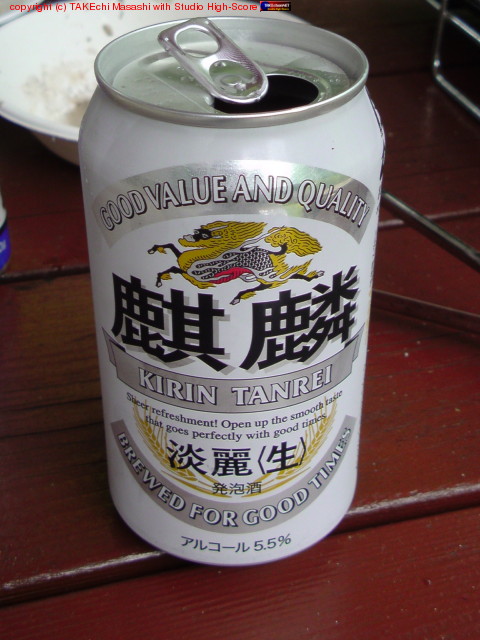 copyright (c) TAKEchi Masashi with Studio High-Score
GOOD VALUE AND QUALITY
麒麟
KIRIN TANREI
Sheer refreshment! Open up the smooth taste
that goes perfectly with good times.
淡麗〈生〉
発泡酒
BREWED FOR GOOD TIMES
アルコール 5.5%